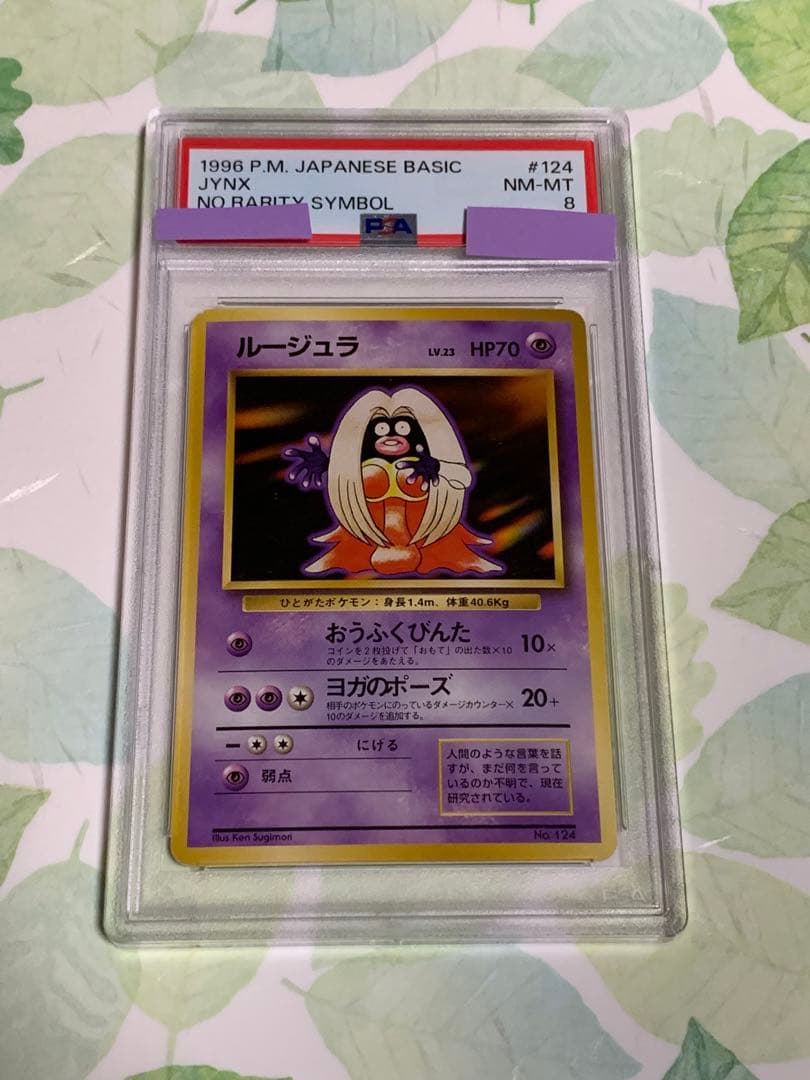 1996 P.M. JAPANESE BASIC #124
JYNX NM-MT
NO RARITY SYMBOL 8
PSA
ルージュラ LV.23 HP70
ひとがたポケモン：身長1.4m、体重40.6Kg
おうふくびんた 10×
コインを2枚投げて「おもて」の出た数×10
のダメージをあたえる。
ヨガのポーズ 20+
相手のポケモンにのっているダメージカウンター×
10のダメージを追加する。
にげる
弱点
人間のような言葉を話
すが、まだ何を言って
いるのか不明で、現在
研究されている。
Illus Ken Sugimori No. 124